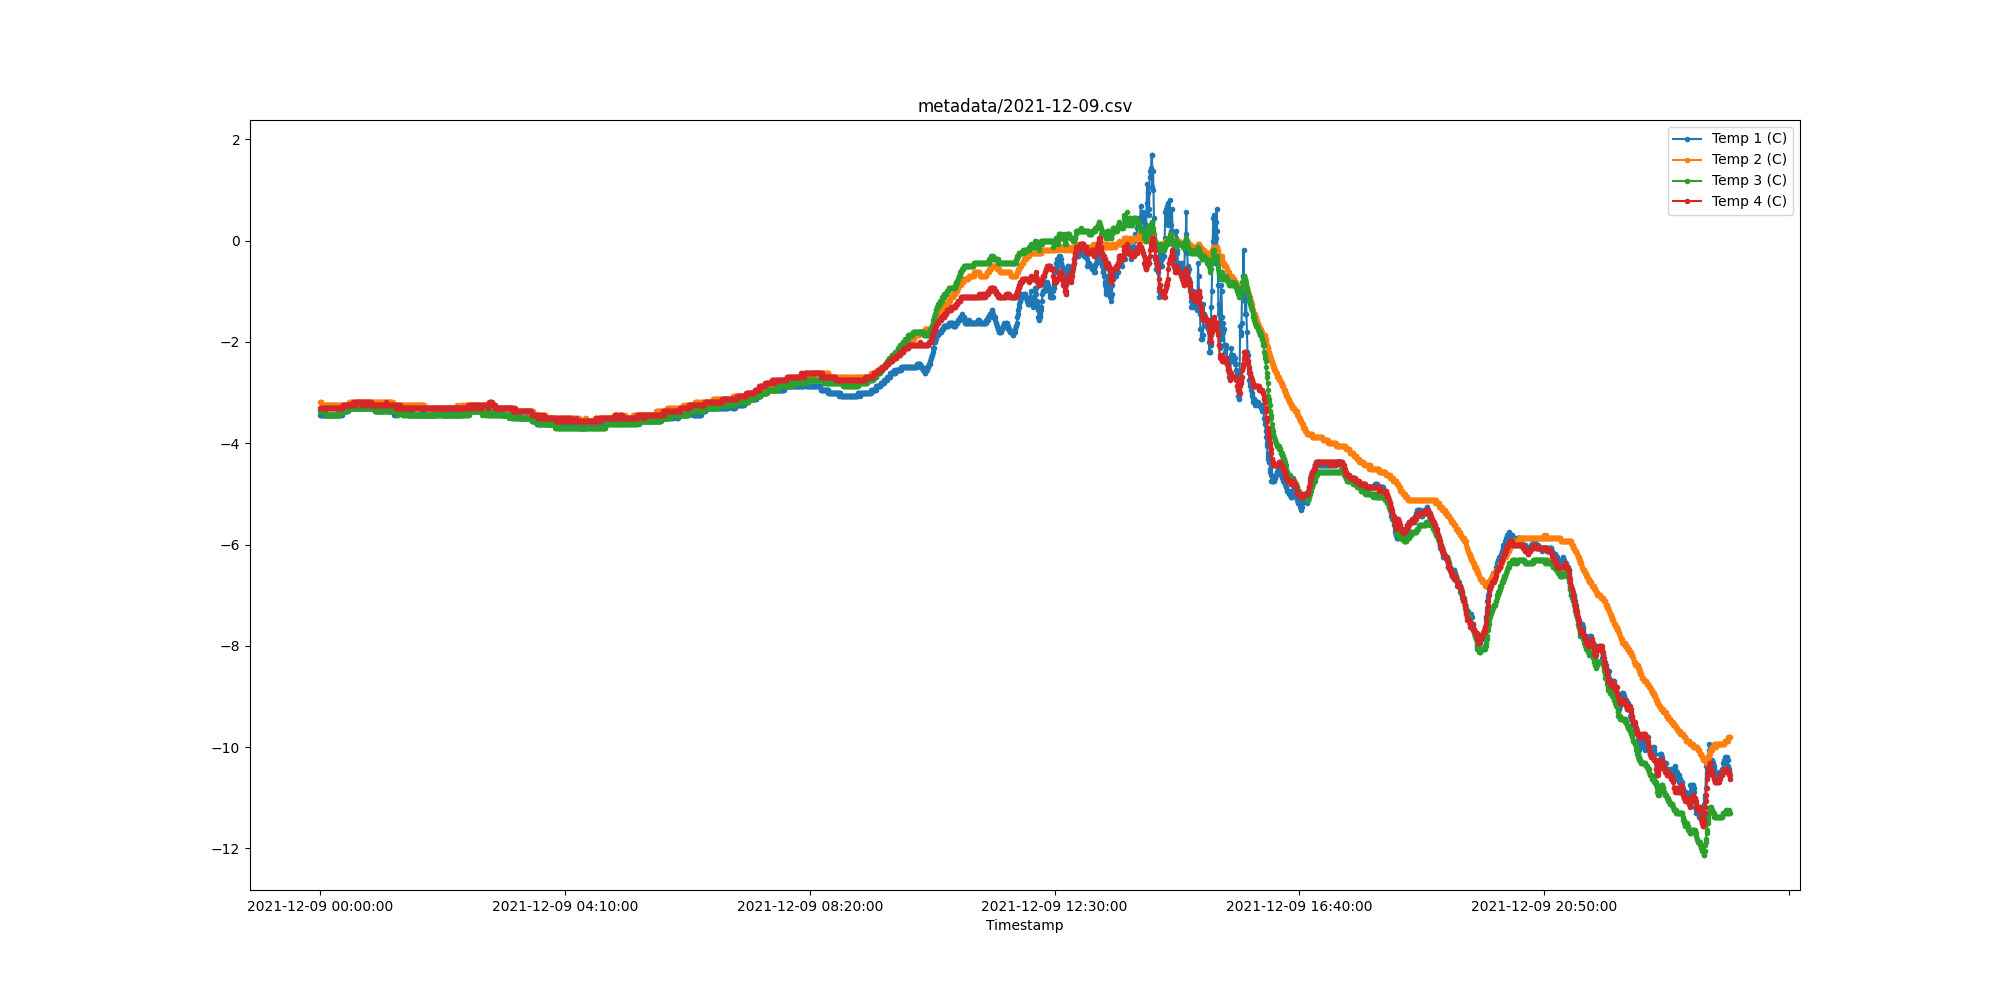 metadata/2021-12-09.csv
Temp 1 (C)
Temp 2 (C)
Temp 3 (C)
Temp 4 (C)
2
0
−2
−4
−6
−8
−10
−12
2021-12-09 00:00:00
2021-12-09 04:10:00
2021-12-09 08:20:00
2021-12-09 12:30:00
2021-12-09 16:40:00
2021-12-09 20:50:00
Timestamp